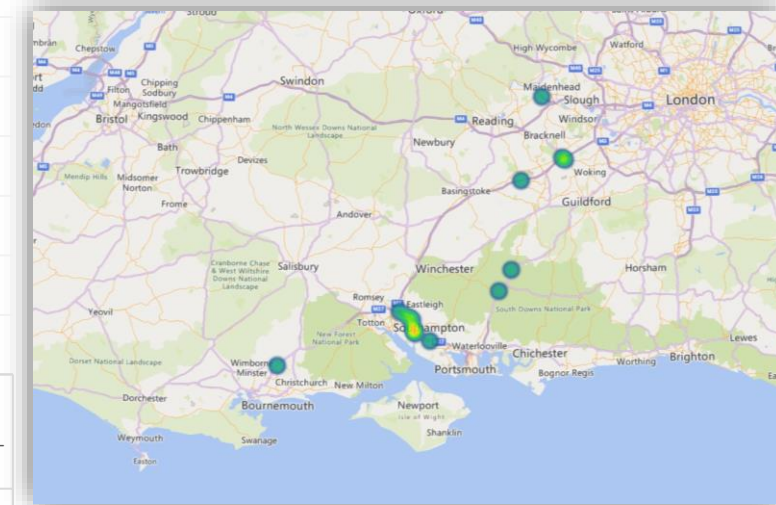 Stroud
Oxford
Chepstow
High Wycombe
Watford
Filton
Chipping
Sodbury
Mangotsfield
Bristol
Kingswood
Chippenham
Swindon
Maidenhead
Slough
London
Reading
Windsor
Bracknell
North Wessex Downs National
Landscape
Newbury
Bath
Trowbridge
Devizes
Mendip Hills
Midsomer
Norton
Frome
Woking
Basingstoke
Guildford
Andover
Cranborne Chase
& West Wiltshire
Downs National
Landscape
Salisbury
Winchester
Horsham
Yeovil
Romsey
Eastleigh
South Downs National Park
Totton
Southampton
New Forest
National Park
Waterlooville
Chichester
Lewes
Dorset National Landscape
Wimborne
Minster
Portsmouth
Bognor Regis
Worthing
Brighton
Christchurch
New Milton
Dorchester
Bournemouth
Newport
Isle of Wight
Weymouth
Swanage
Shanklin
Easton